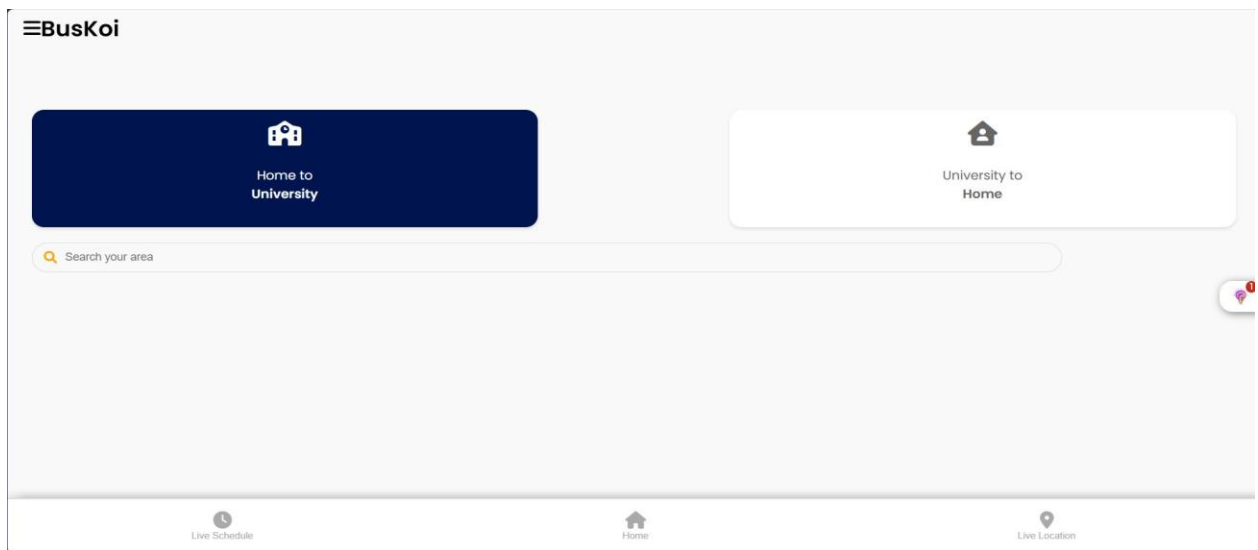 BusKoi
Home to
University
University to
Home
Search your area
1
Live Schedule
Home
Live Location